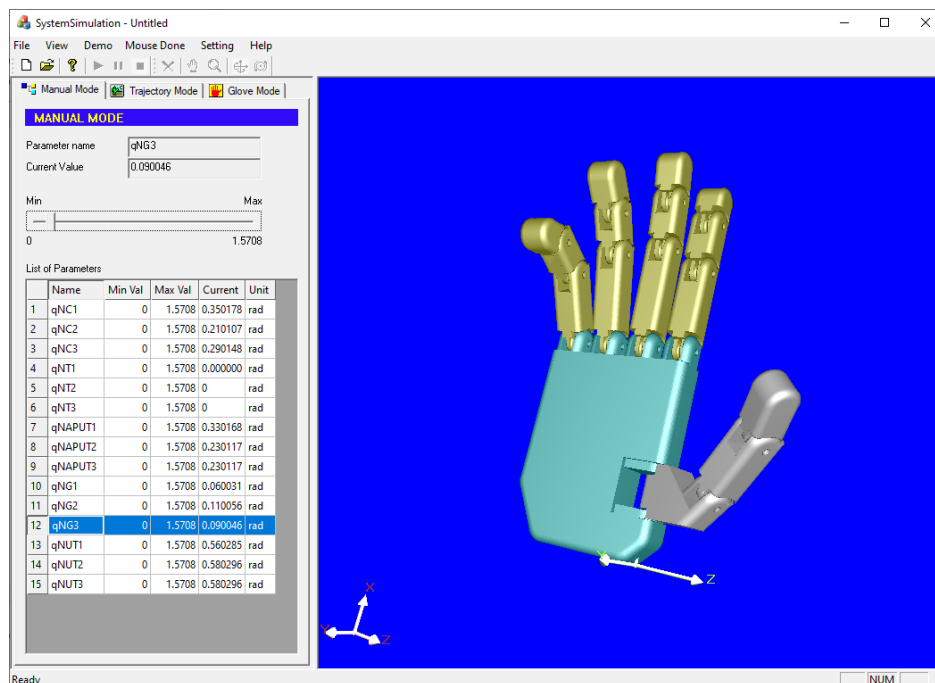 SystemSimulation - Untitled
File View Demo Mouse Done Setting Help
Manual Mode Trajectory Mode Glove Mode
MANUAL MODE
Parameter name qNG3
Current Value 0.090046
Min Max
0 1.5708
List of Parameters
Name Min Val Max Val Current Unit
1 qNC1 0 1.5708 0.350178 rad
2 qNC2 0 1.5708 0.210107 rad
3 qNC3 0 1.5708 0.290148 rad
4 qNT1 0 1.5708 0.000000 rad
5 qNT2 0 1.5708 0 rad
6 qNT3 0 1.5708 0 rad
7 qNAPUT1 0 1.5708 0.330168 rad
8 qNAPUT2 0 1.5708 0.230117 rad
9 qNAPUT3 0 1.5708 0.230117 rad
10 qNG1 0 1.5708 0.060031 rad
11 qNG2 0 1.5708 0.110056 rad
12 qNG3 0 1.5708 0.090046 rad
13 qNUT1 0 1.5708 0.560285 rad
14 qNUT2 0 1.5708 0.580296 rad
15 qNUT3 0 1.5708 0.580296 rad
Y Z
X
Y Z
Ready NUM